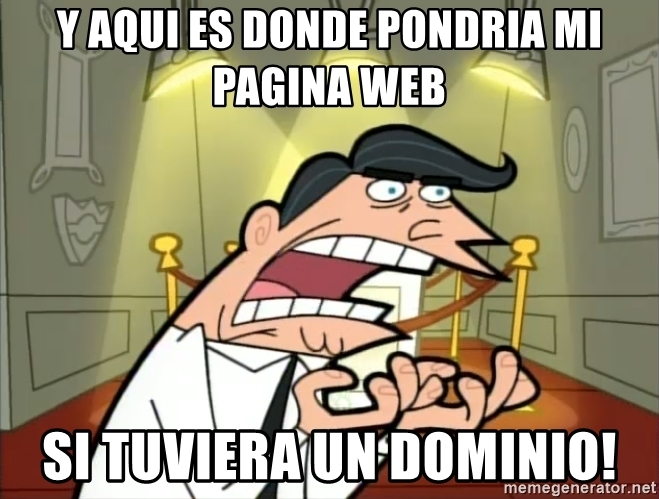 Y AQUI ES DONDE PONDRIA MI
PAGINA WEB
SI TUVIERA UN DOMINIO!
memegenerator.net